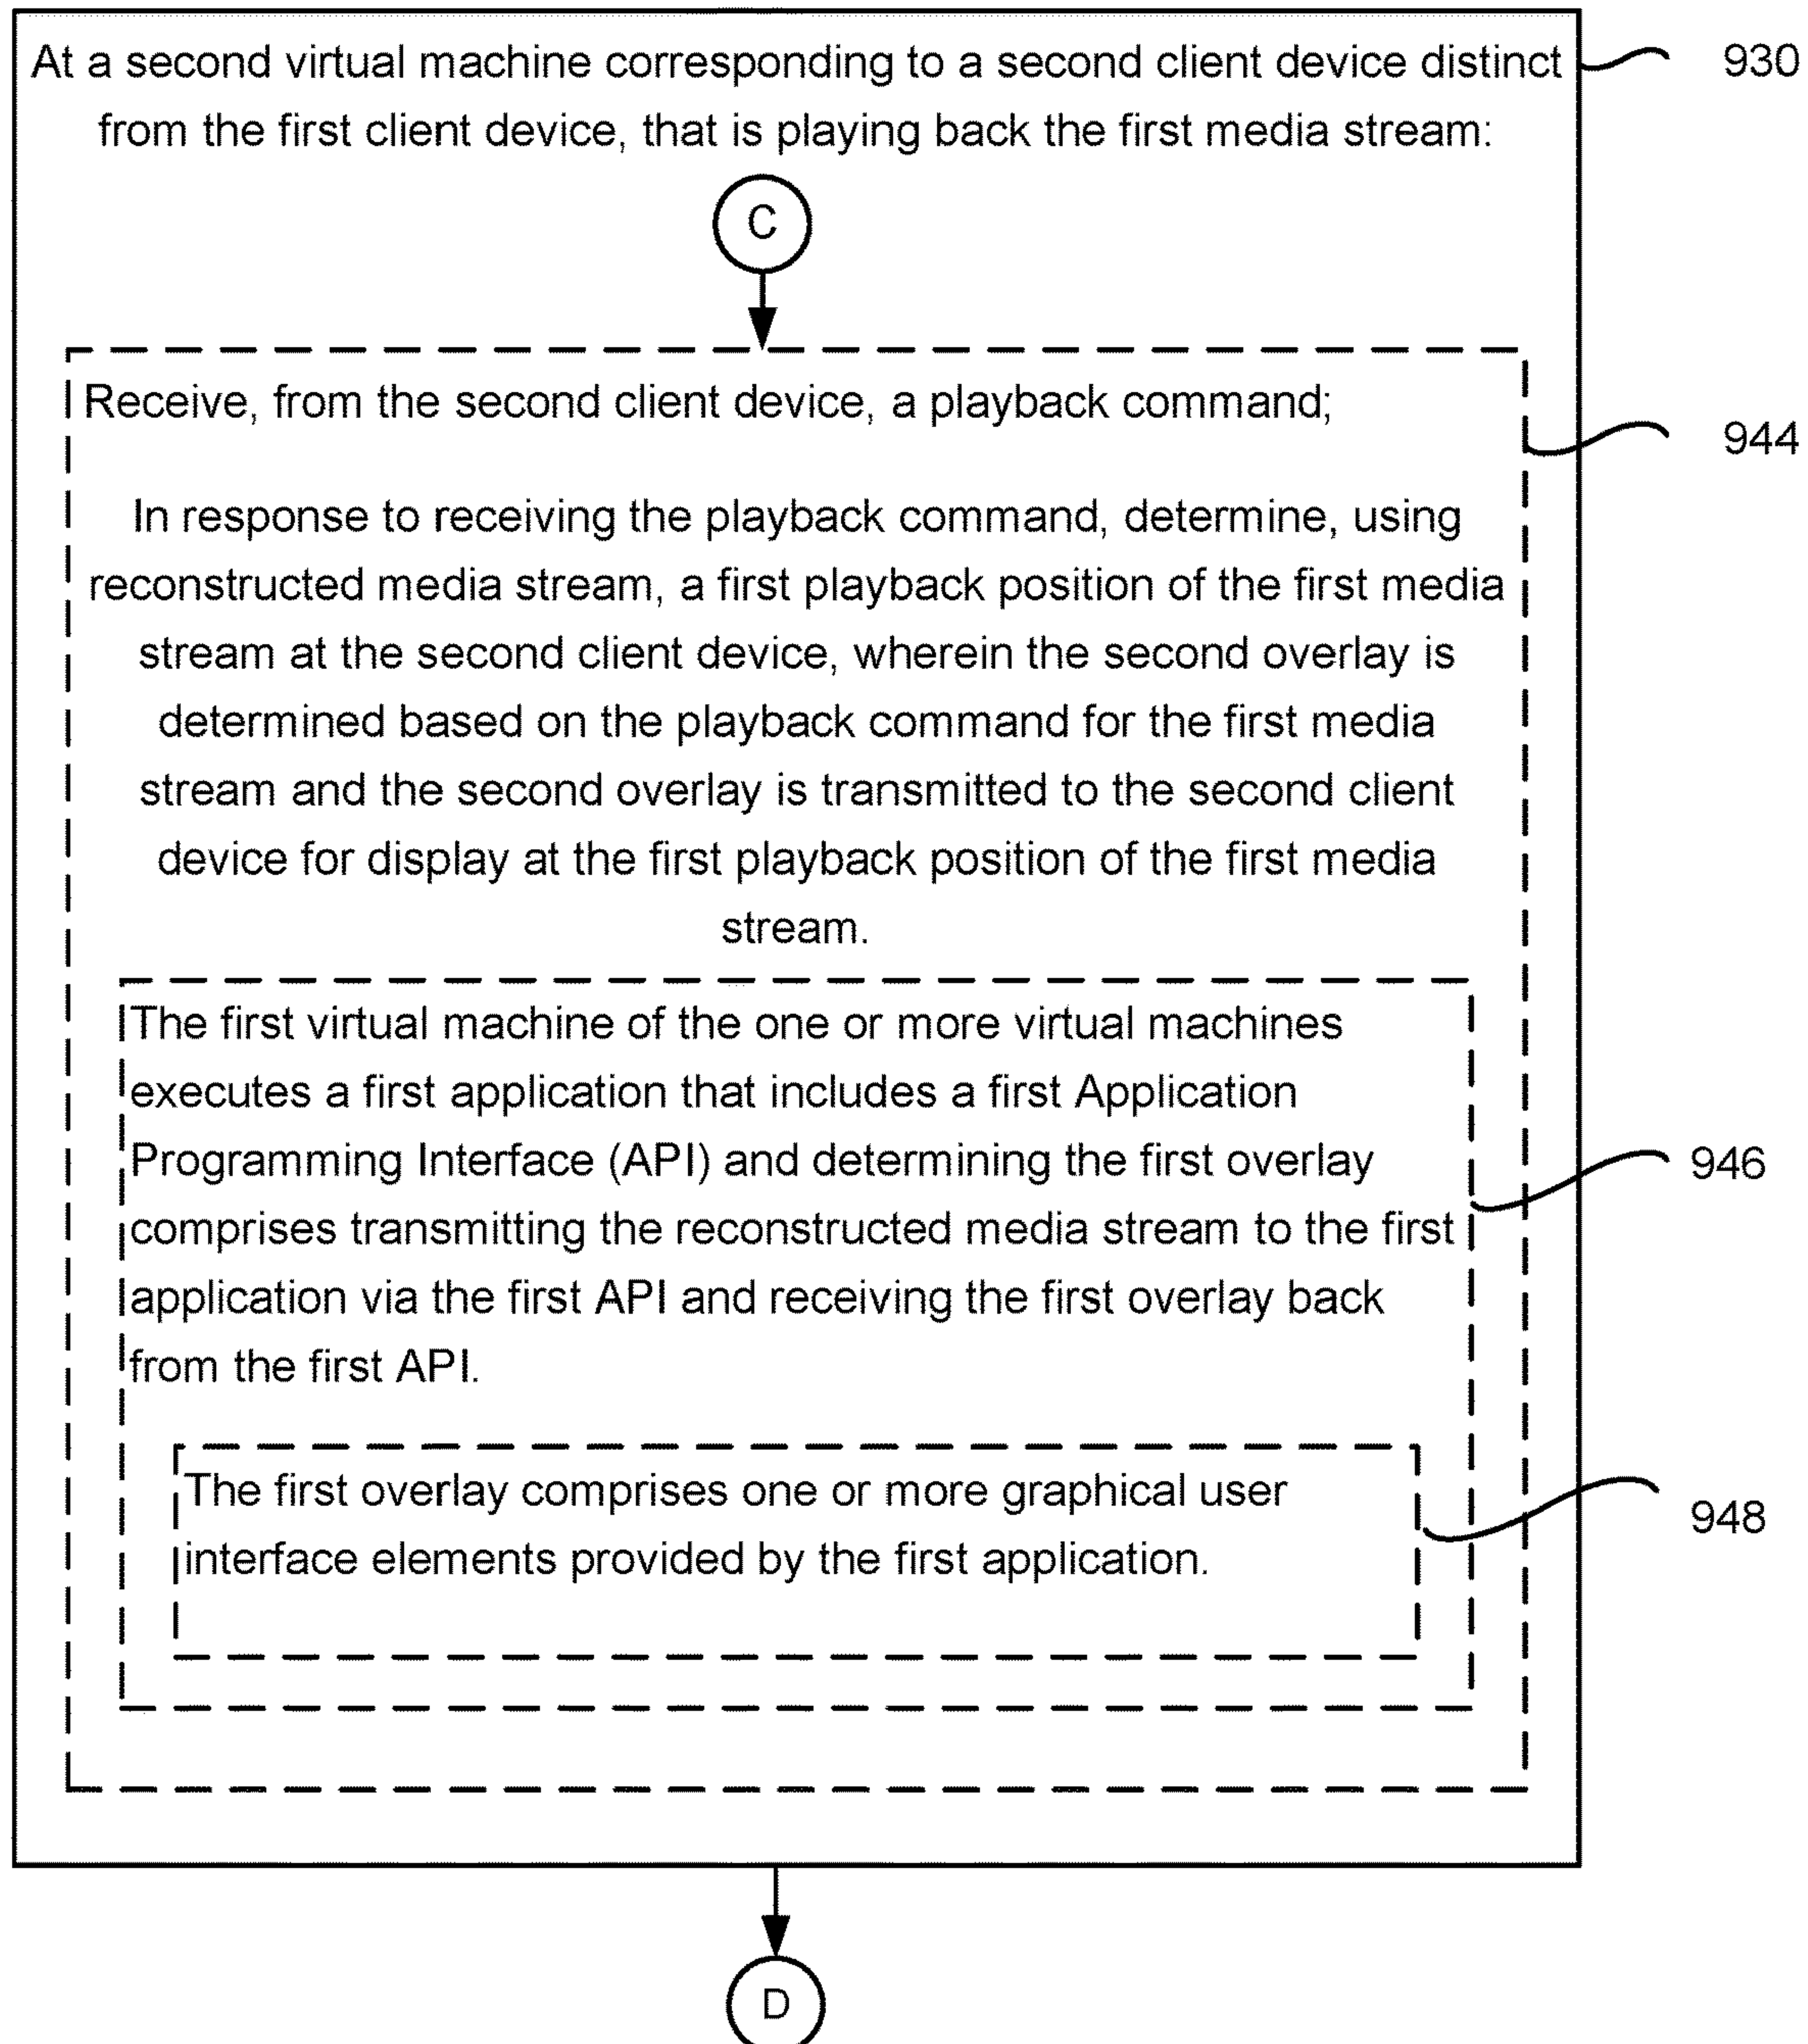 At a second virtual machine corresponding to a second client device distinct
930
from the first client device, that is playing back the first media stream:
C
Receive, from the second client device, a playback command;
944
In response to receiving the playback command, determine, using
reconstructed media stream, a first playback position of the first media
stream at the second client device, wherein the second overlay is
determined based on the playback command for the first media
stream and the second overlay is transmitted to the second client
device for display at the first playback position of the first media
stream.
The first virtual machine of the one or more virtual machines
executes a first application that includes a first Application
Programming Interface (API) and determining the first overlay
946
comprises transmitting the reconstructed media stream to the first
application via the first API and receiving the first overlay back
from the first API.
The first overlay comprises one or more graphical user
948
interface elements provided by the first application.
D